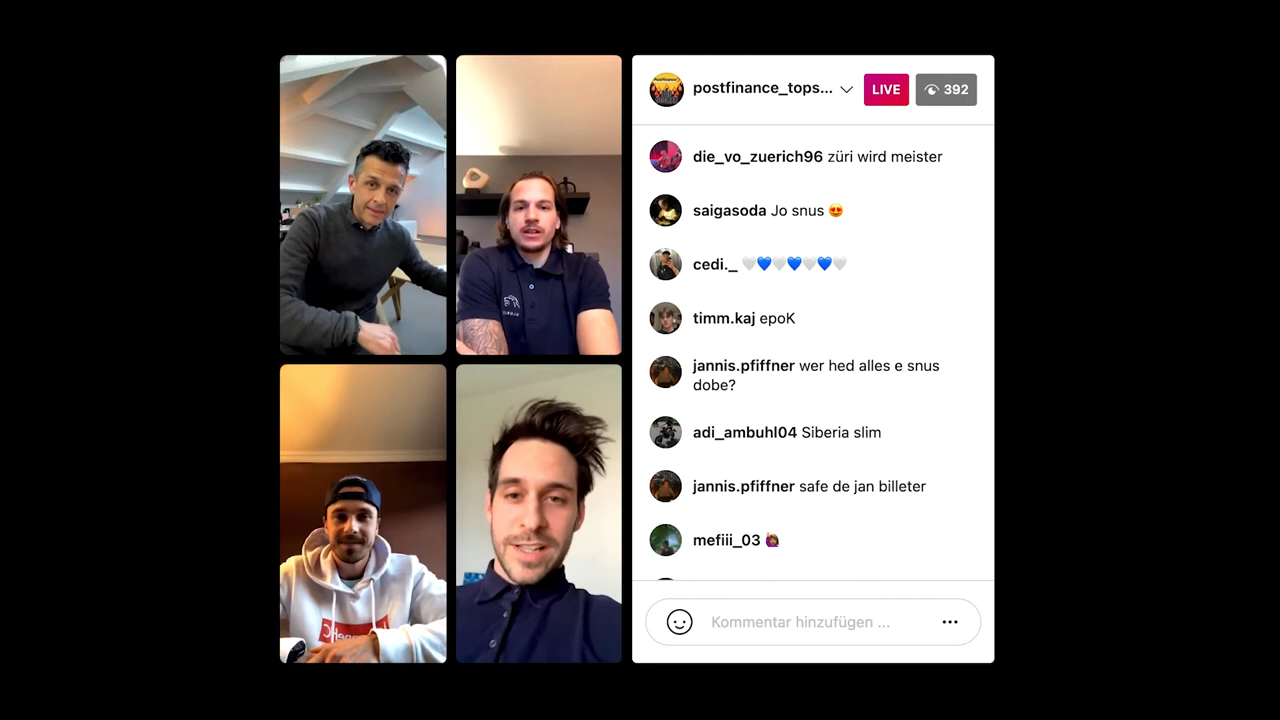 postfinance_tops...
LIVE
392
die_vo_zuerich96 züri wird meister
saigasoda Jo snus 😍
cedi._ 🤍💙🤍💙🤍💙🤍
timm.kaj epoK
jannis.pfiffner wer hed alles e snus
dobe?
adi_ambuhl04 Siberia slim
jannis.pfiffner safe de jan billeter
mefiii_03 🙋🏽‍♀️
Kommentar hinzufügen ...